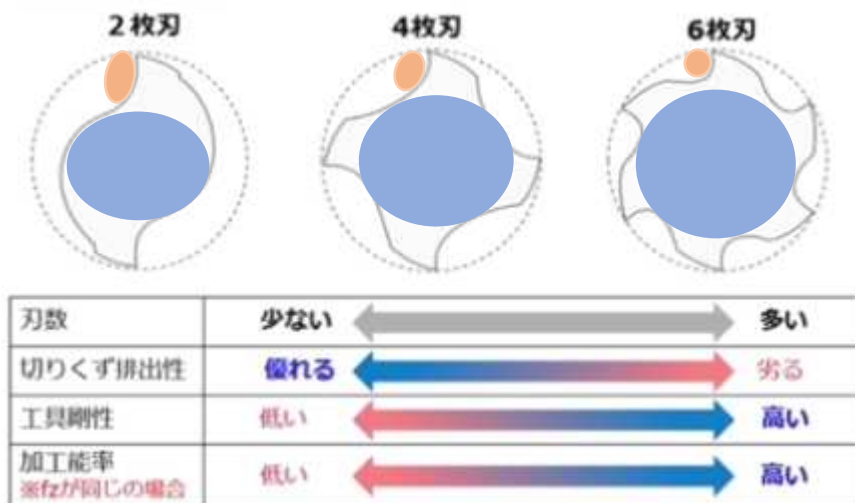 2枚刃 4枚刃 6枚刃
刃数 少ない 多い
切りくず排出性 優れる 劣る
工具剛性 低い 高い
加工能率 低い 高い
※fzが同じの場合